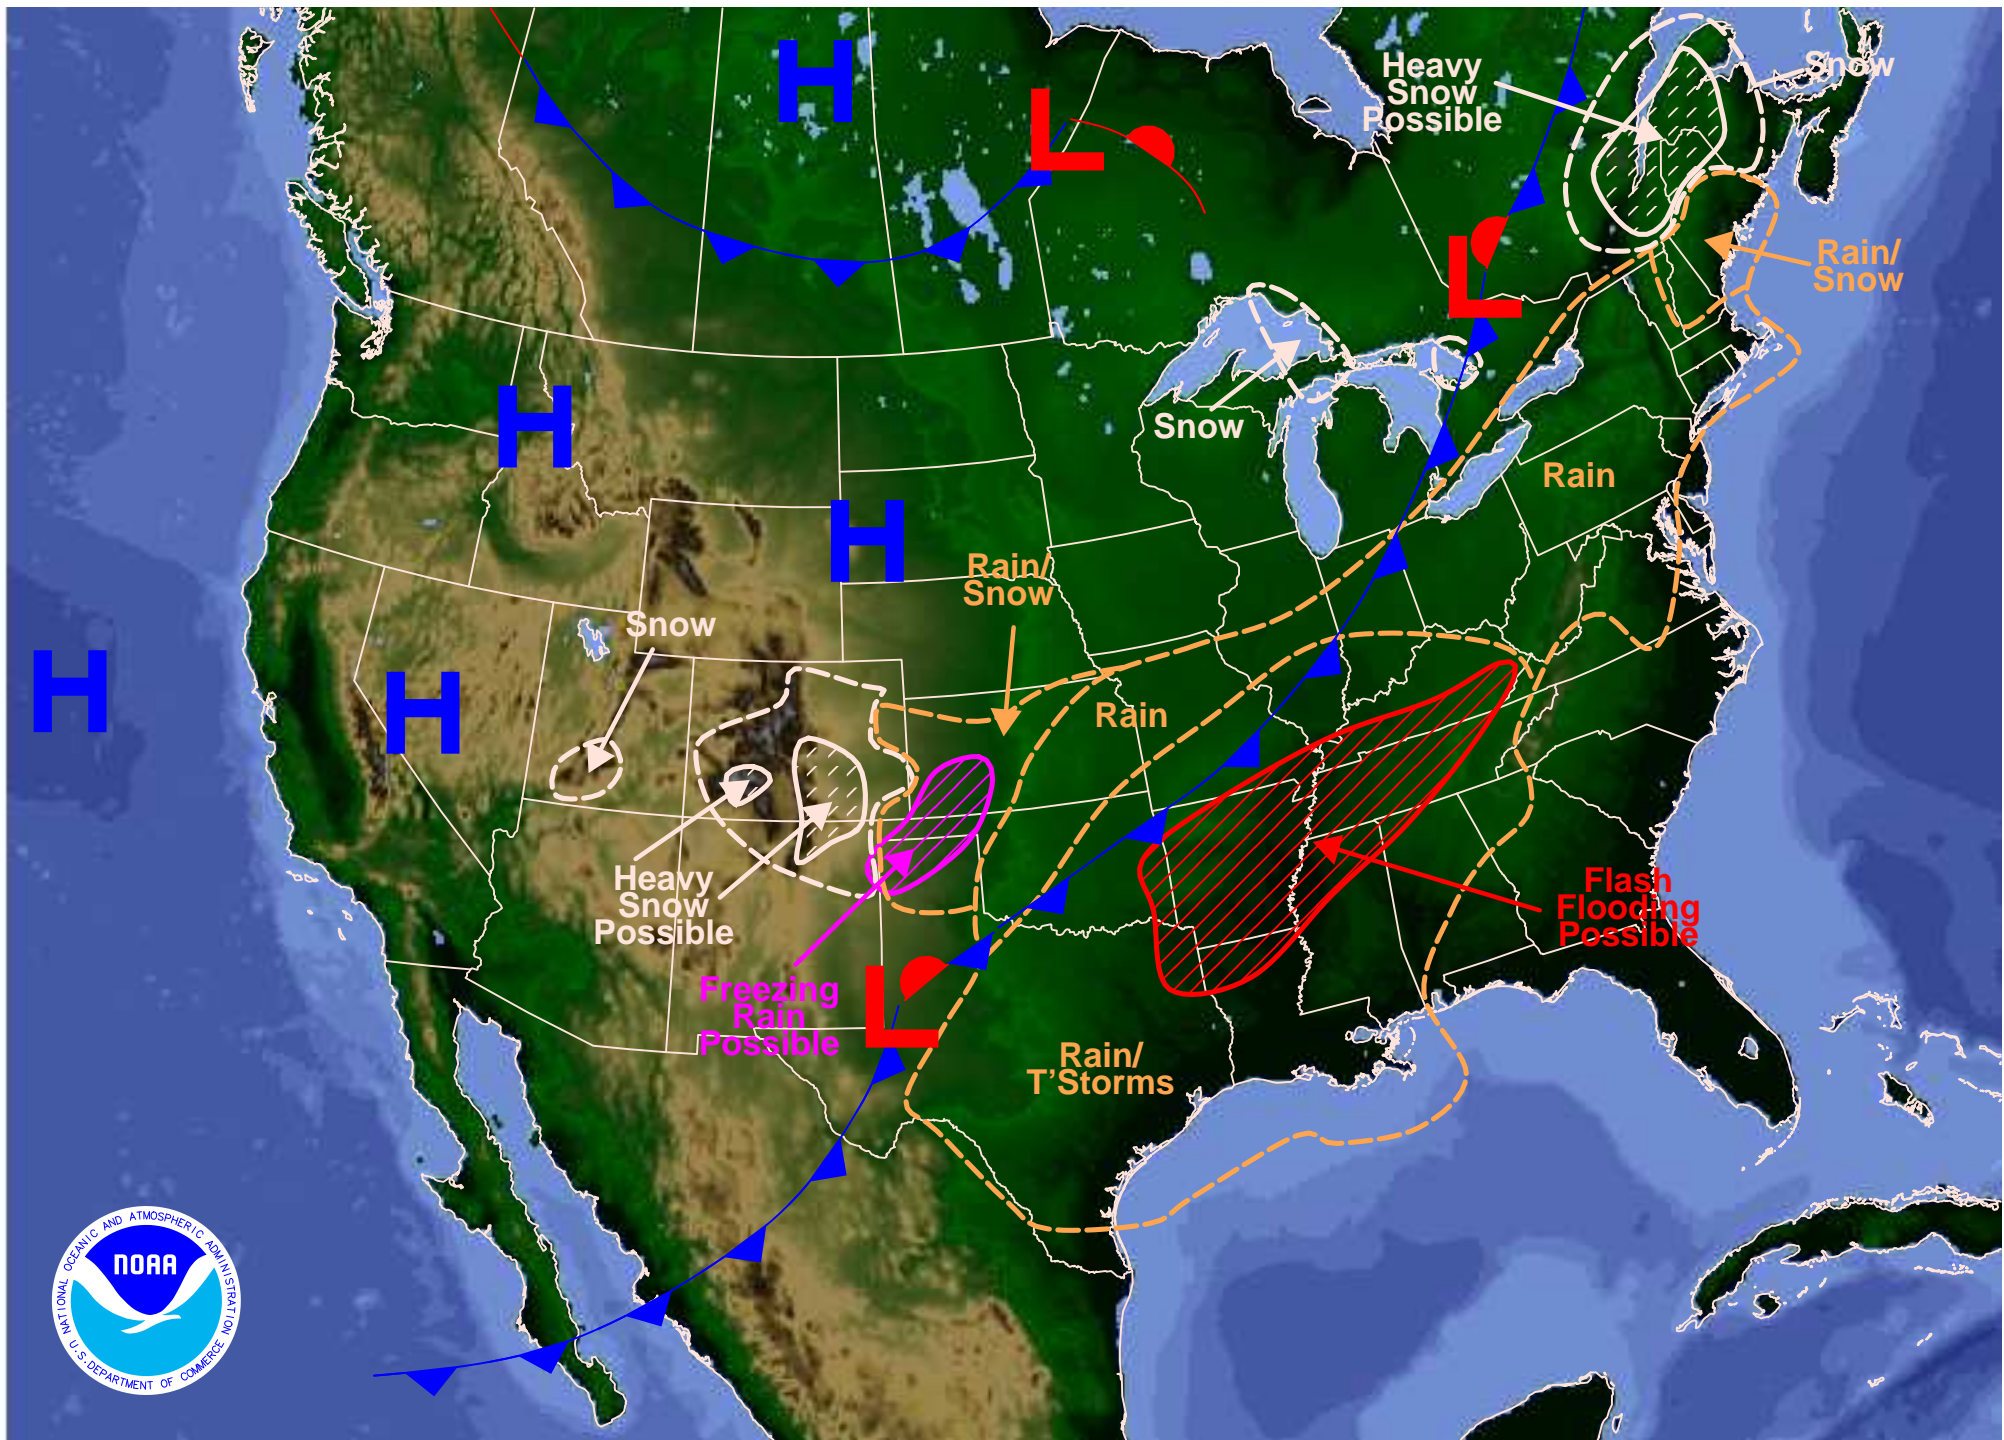 H
L
Heavy
Snow
Possible
Snow
L
Rain/
Snow
H
Snow
Rain
H
Rain/
Snow
Snow
H
H
Rain
Heavy
Snow
Possible
Flash
Flooding
Possible
Freezing
Rain
Possible
L
Rain/
T'Storms
NATIONAL OCEANIC AND ATMOSPHERIC ADMINISTRATION
NOAA
U.S. DEPARTMENT OF COMMERCE